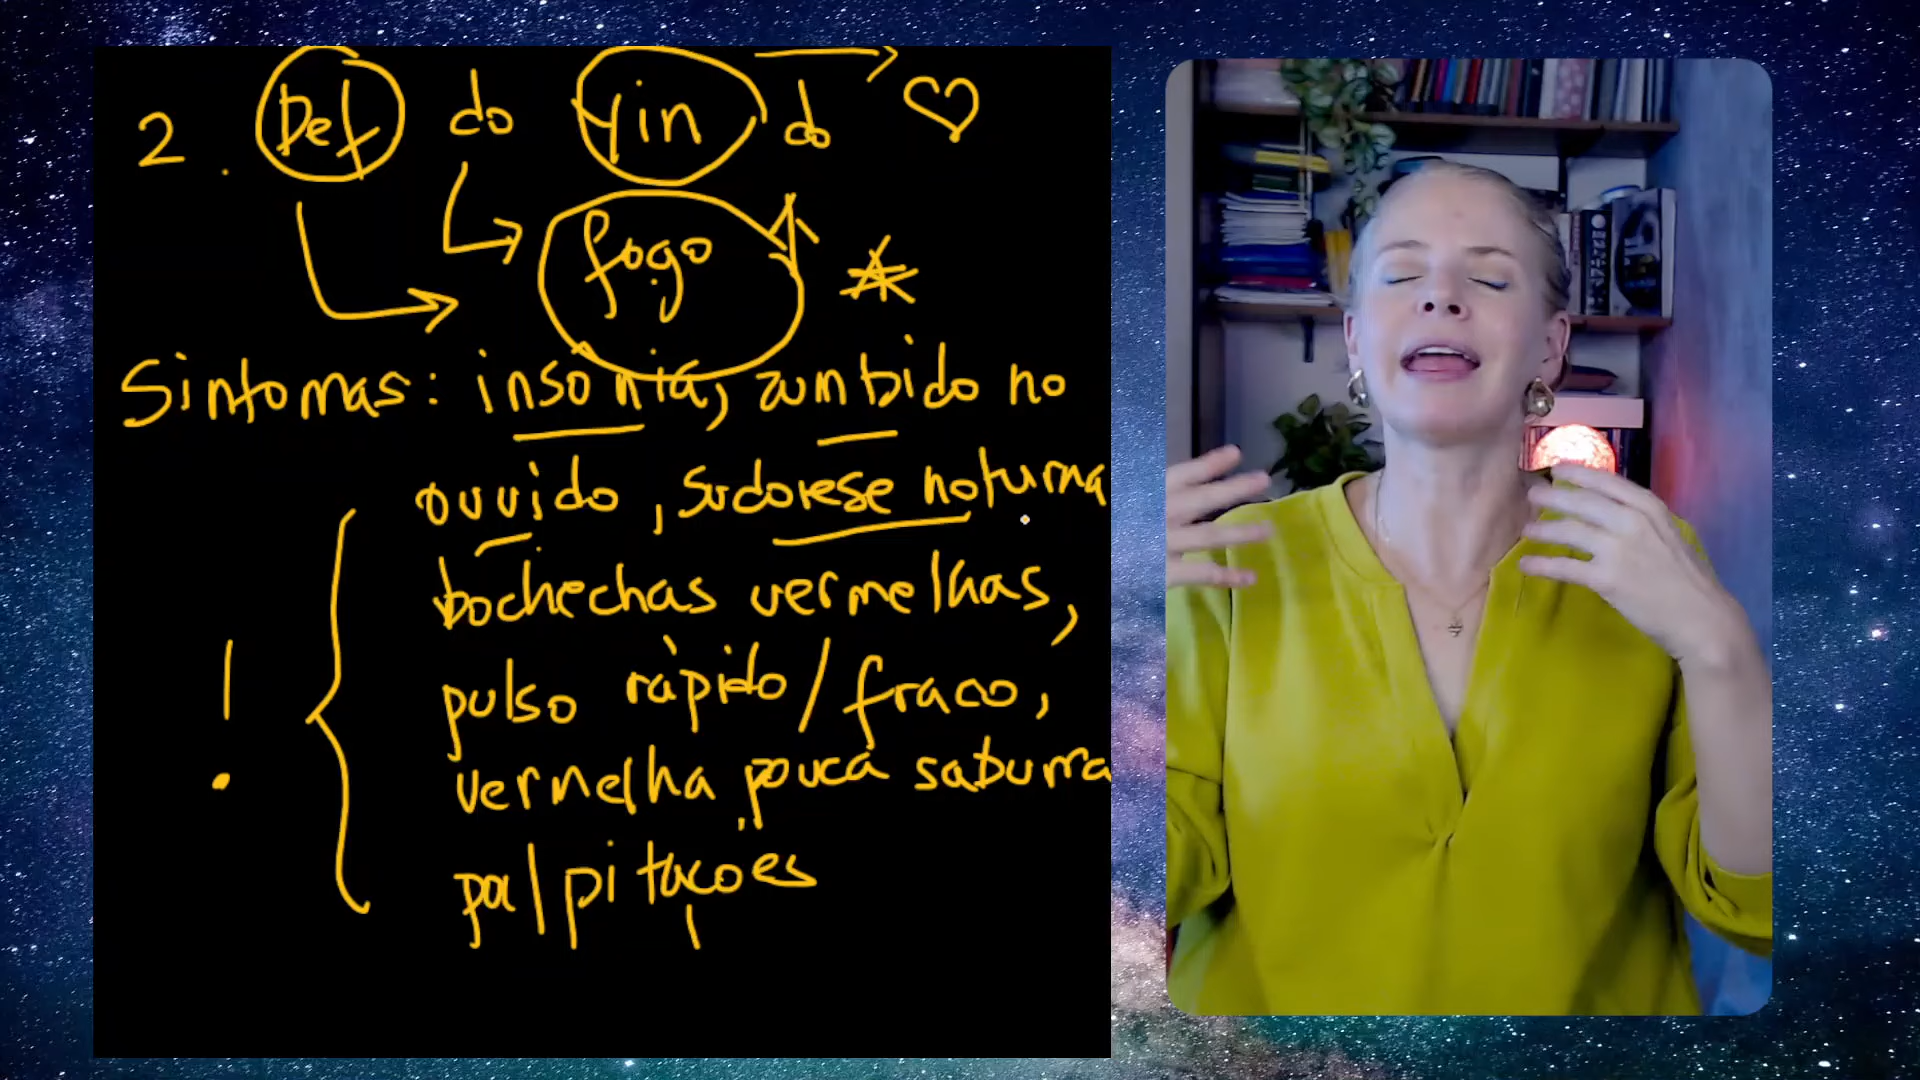 2. Def do yin do ♡
fogo
Sintomas: insônia, zumbido no
ouvido, sudorese noturna
bochechas vermelhas,
pulso rápido/fraco,
vermelha, pouca saburra
palpitações